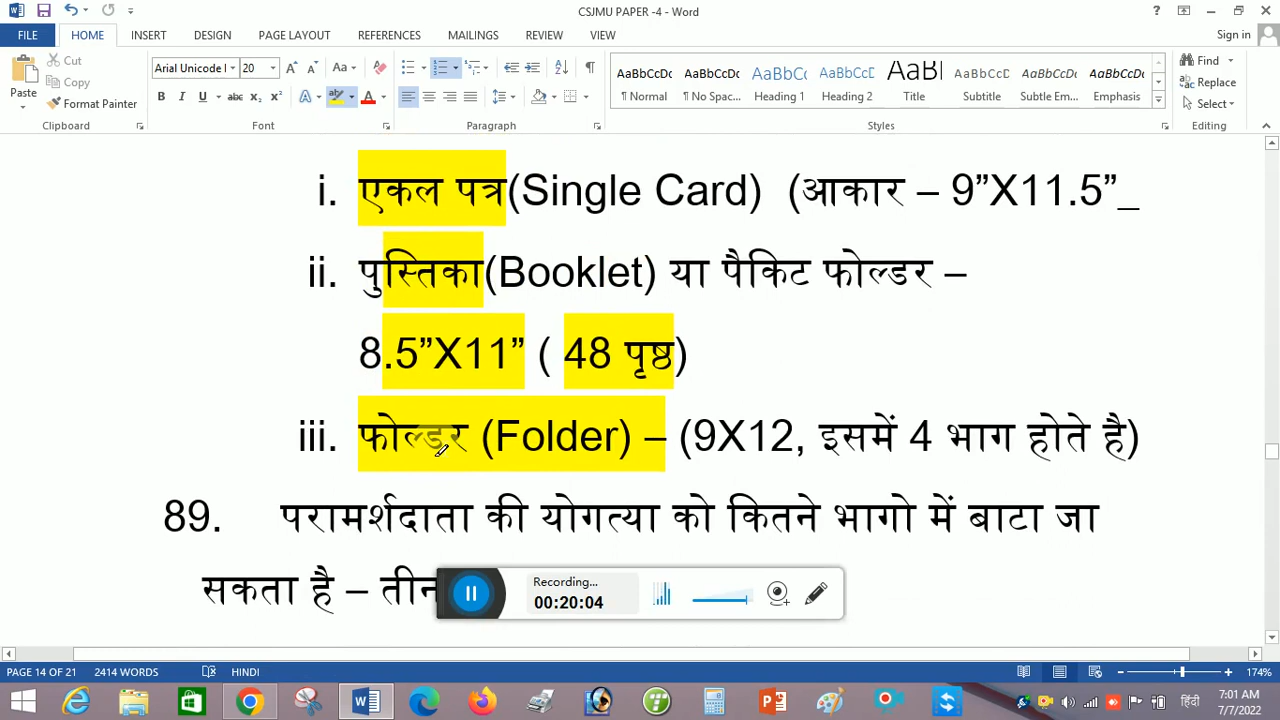 CSJMU PAPER -4 - Word
Sign in
FILE HOME INSERT DESIGN PAGE LAYOUT REFERENCES MAILINGS REVIEW VIEW
Paste Cut Copy Format Painter
Arial Unicode I 20
AaBbCcDc AaBbCcDc AaBbCc AaBbCcD AaBl AaBbCcD AaBbCcDc AaBbCcDc
¶ Normal ¶ No Spac... Heading 1 Heading 2 Title Subtitle Subtle Em... Emphasis
Find Replace Select
Clipboard Font Paragraph Styles Editing
i. एकल पत्र(Single Card) (आकार – 9”X11.5”_
ii. पुस्तिका(Booklet) या पैकिट फोल्डर –
8.5”X11” ( 48 पृष्ठ)
iii. फोल्डर (Folder) – (9X12, इसमें 4 भाग होते है)
89. परामर्शदाता की योगत्या को कितने भागो में बाटा जा
सकता है – तीन
Recording...
00:20:04
PAGE 14 OF 21 2414 WORDS HINDI 174%
हिंदी 7:01 AM
7/7/2022